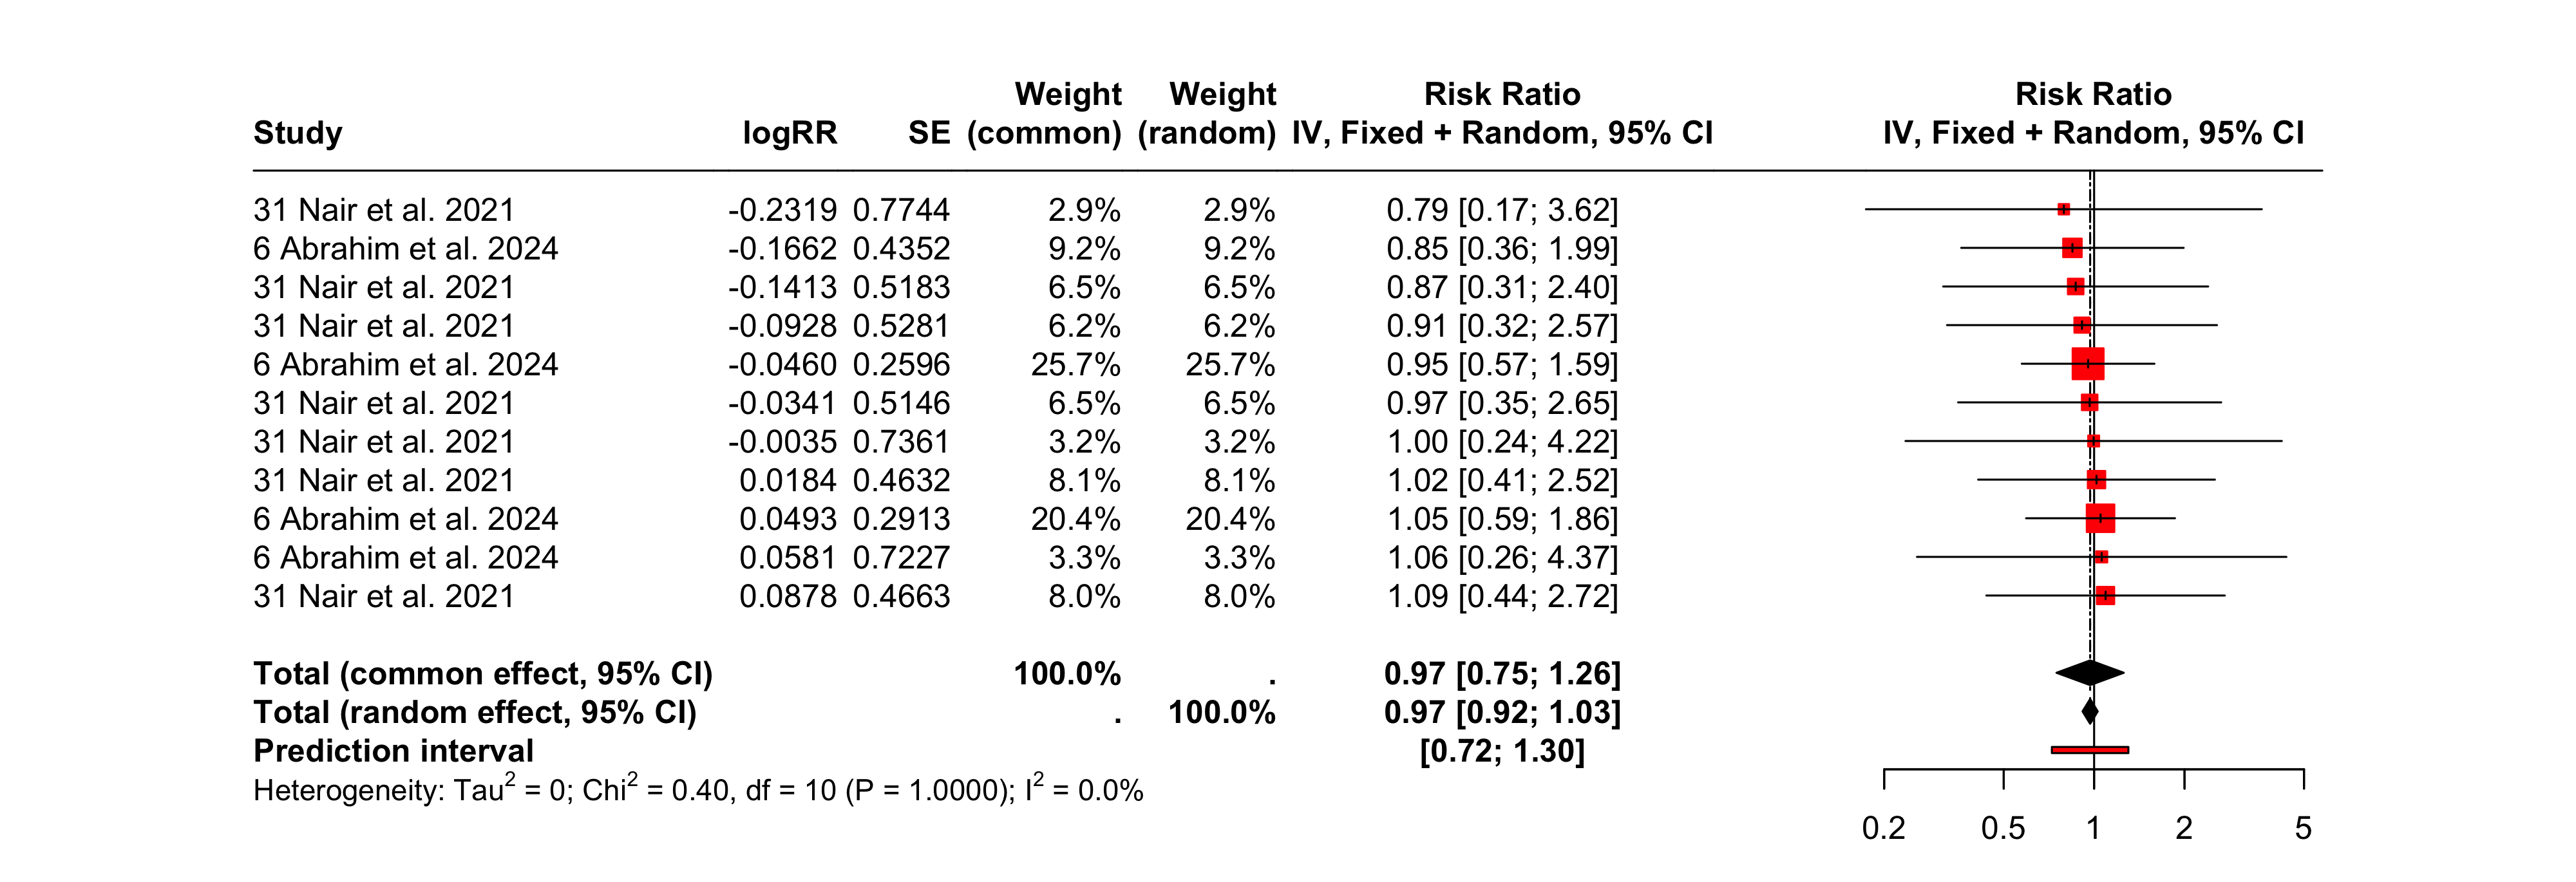 Weight Weight Risk Ratio Risk Ratio
Study logRR SE (common) (random) IV, Fixed + Random, 95% CI IV, Fixed + Random, 95% CI
31 Nair et al. 2021 -0.2319 0.7744 2.9% 2.9% 0.79 [0.17; 3.62]
6 Abrahim et al. 2024 -0.1662 0.4352 9.2% 9.2% 0.85 [0.36; 1.99]
31 Nair et al. 2021 -0.1413 0.5183 6.5% 6.5% 0.87 [0.31; 2.40]
31 Nair et al. 2021 -0.0928 0.5281 6.2% 6.2% 0.91 [0.32; 2.57]
6 Abrahim et al. 2024 -0.0460 0.2596 25.7% 25.7% 0.95 [0.57; 1.59]
31 Nair et al. 2021 -0.0341 0.5146 6.5% 6.5% 0.97 [0.35; 2.65]
31 Nair et al. 2021 -0.0035 0.7361 3.2% 3.2% 1.00 [0.24; 4.22]
31 Nair et al. 2021 0.0184 0.4632 8.1% 8.1% 1.02 [0.41; 2.52]
6 Abrahim et al. 2024 0.0493 0.2913 20.4% 20.4% 1.05 [0.59; 1.86]
6 Abrahim et al. 2024 0.0581 0.7227 3.3% 3.3% 1.06 [0.26; 4.37]
31 Nair et al. 2021 0.0878 0.4663 8.0% 8.0% 1.09 [0.44; 2.72]
Total (common effect, 95% CI) 100.0% . 0.97 [0.75; 1.26]
Total (random effect, 95% CI) . 100.0% 0.97 [0.92; 1.03]
Prediction interval [0.72; 1.30]
Heterogeneity: Tau² = 0; Chi² = 0.40, df = 10 (P = 1.0000); I² = 0.0%
0.2 0.5 1 2 5